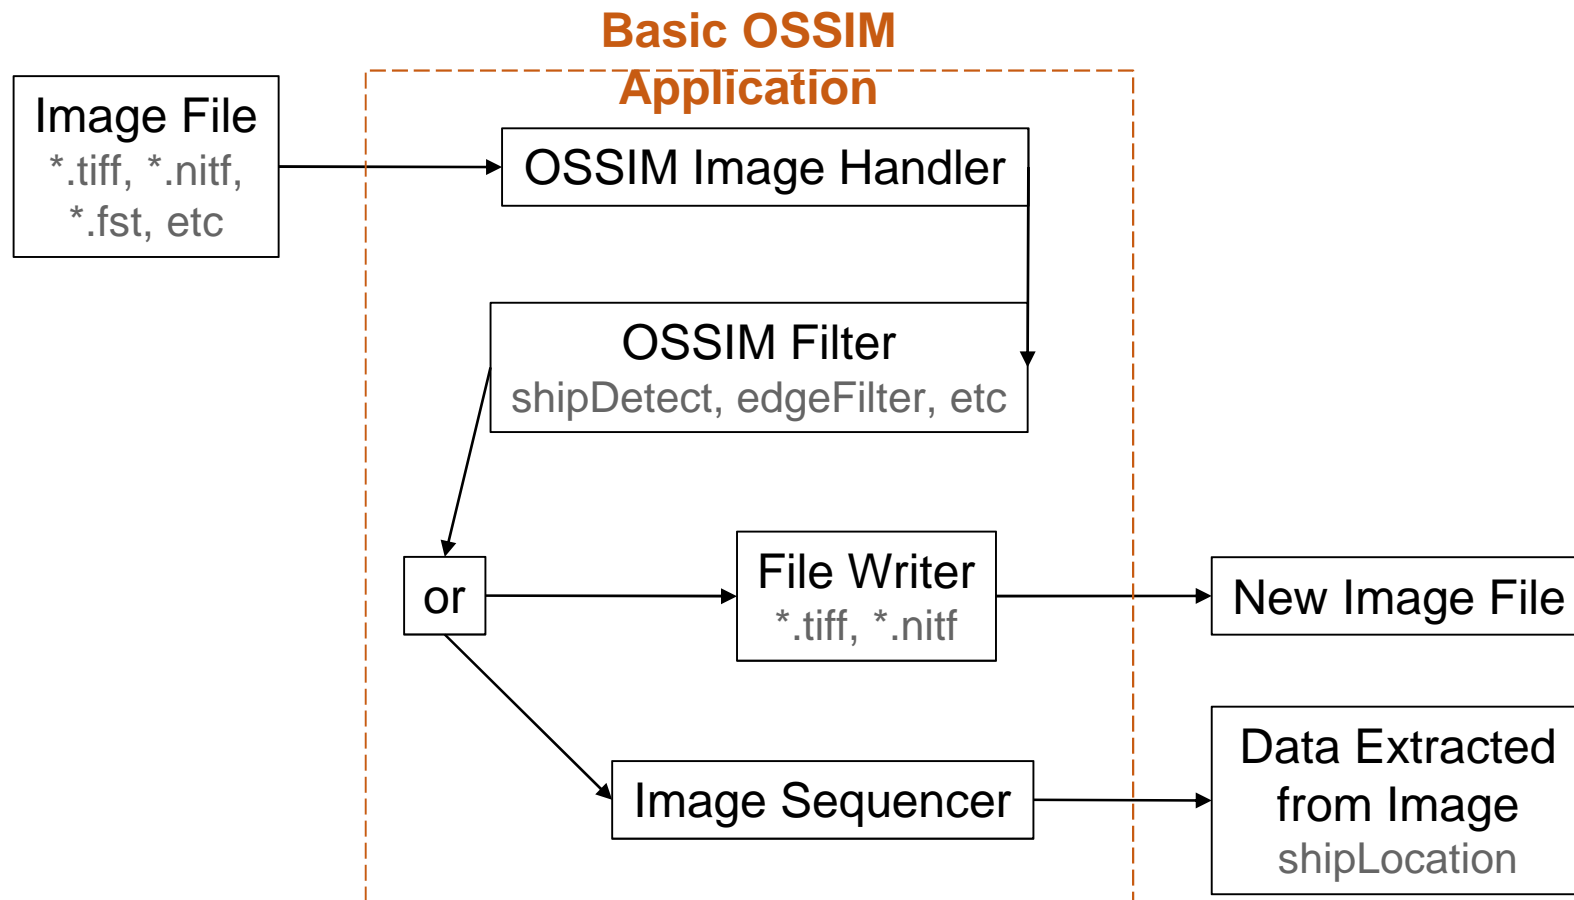 Basic OSSIM
Application
Image File
*.tiff, *.nitf,
*.fst, etc
OSSIM Image Handler
OSSIM Filter
shipDetect, edgeFilter, etc
or
File Writer
*.tiff, *.nitf
New Image File
Image Sequencer
Data Extracted
from Image
shipLocation